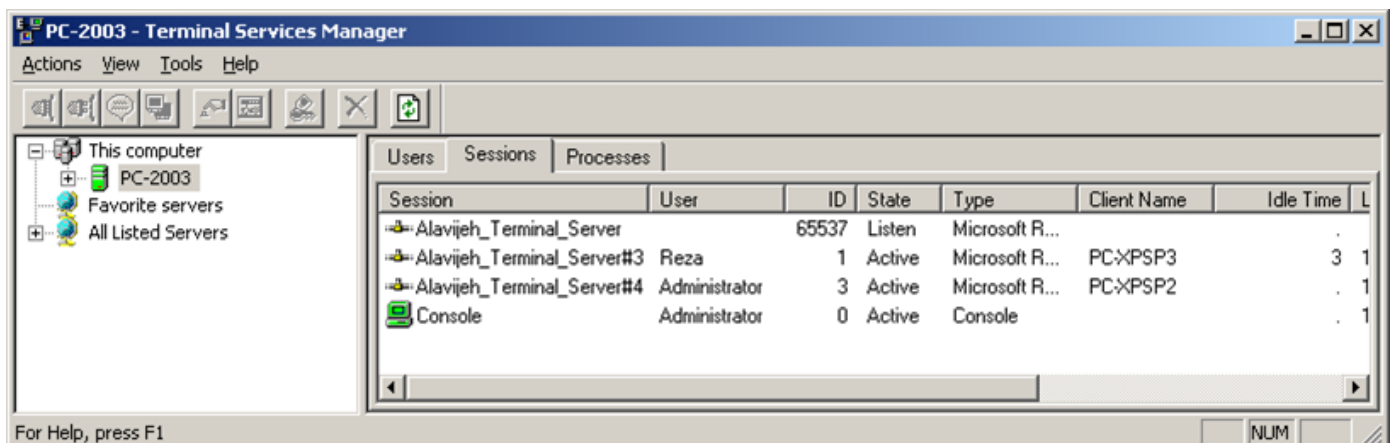 PC-2003 - Terminal Services Manager
Actions View Tools Help
This computer
PC-2003
Favorite servers
All Listed Servers
Users Sessions Processes
Session User ID State Type Client Name Idle Time L
Alavijeh_Terminal_Server 65537 Listen Microsoft R... .
Alavijeh_Terminal_Server#3 Reza 1 Active Microsoft R... PC-XPSP3 3 1
Alavijeh_Terminal_Server#4 Administrator 3 Active Microsoft R... PC-XPSP2 . 1
Console Administrator 0 Active Console . 1
For Help, press F1 NUM